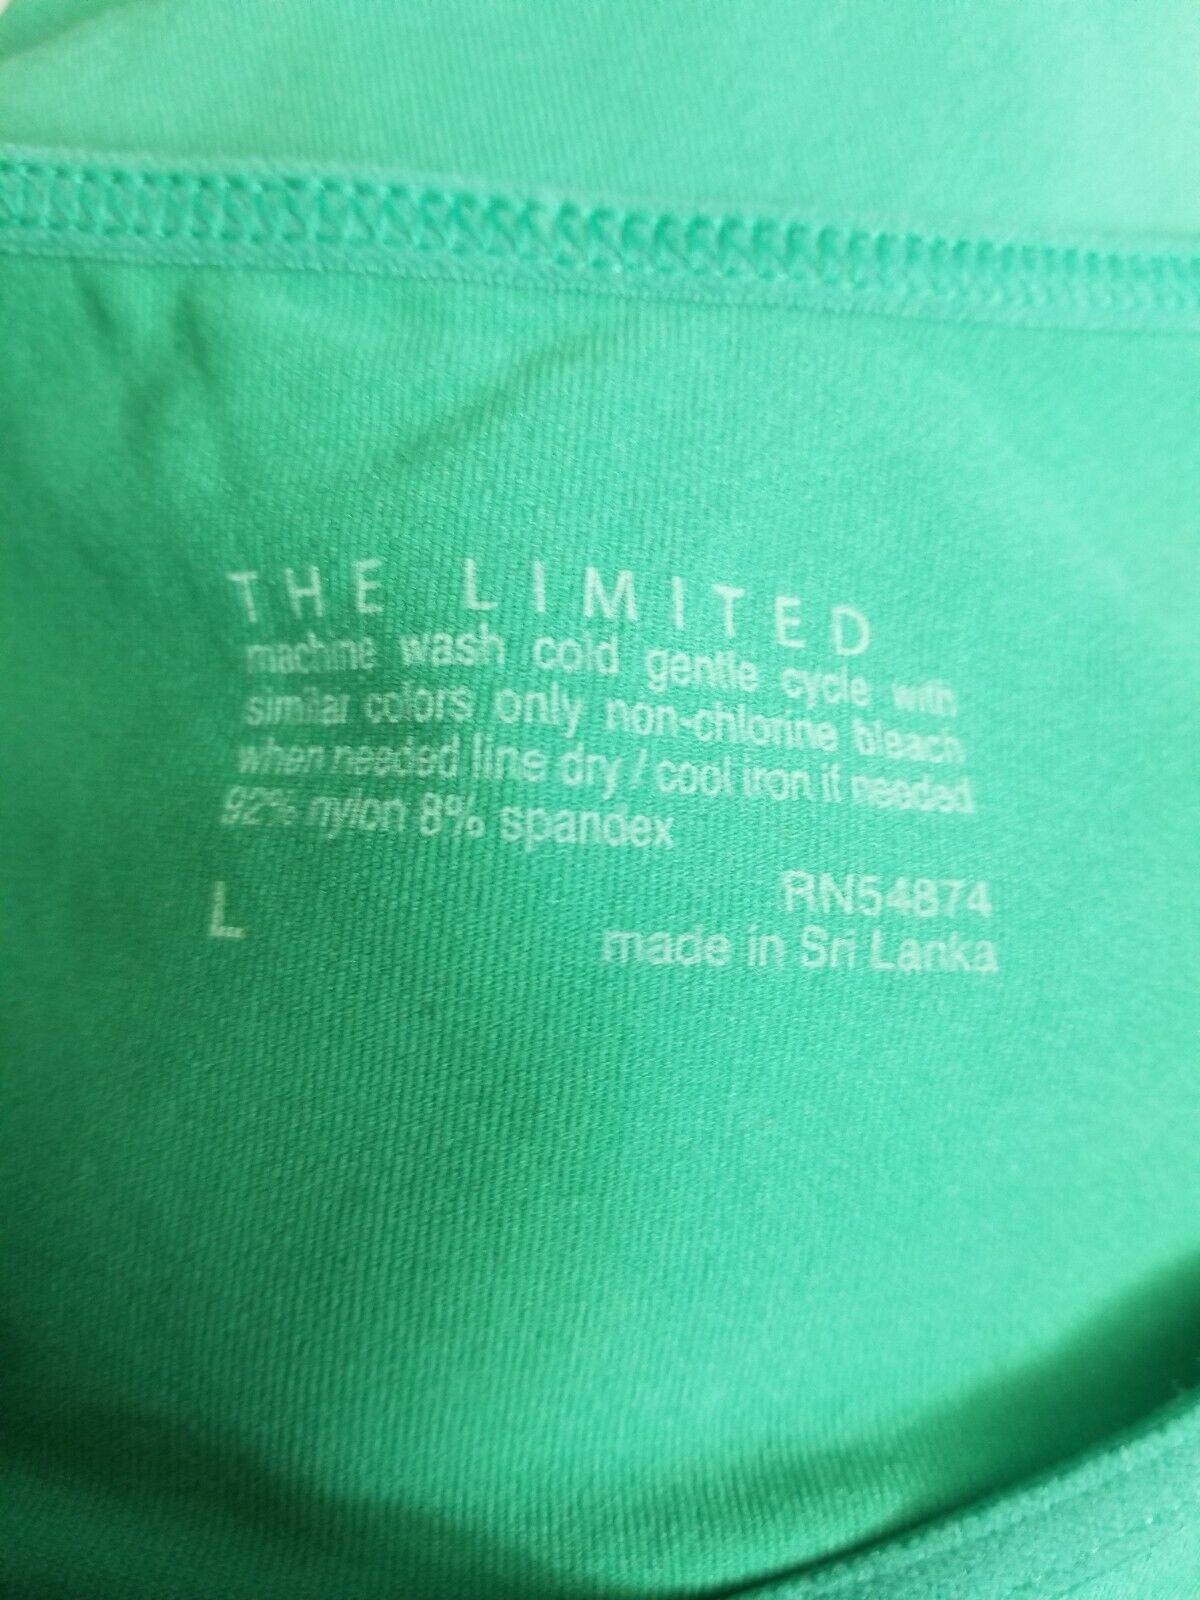 THE LIMITED
machine wash cold gentle cycle with
similar colors only non-chlorine bleach
when needed line dry / cool iron if needed
92% nylon 8% spandex
L
RN54874
made in Sri Lanka